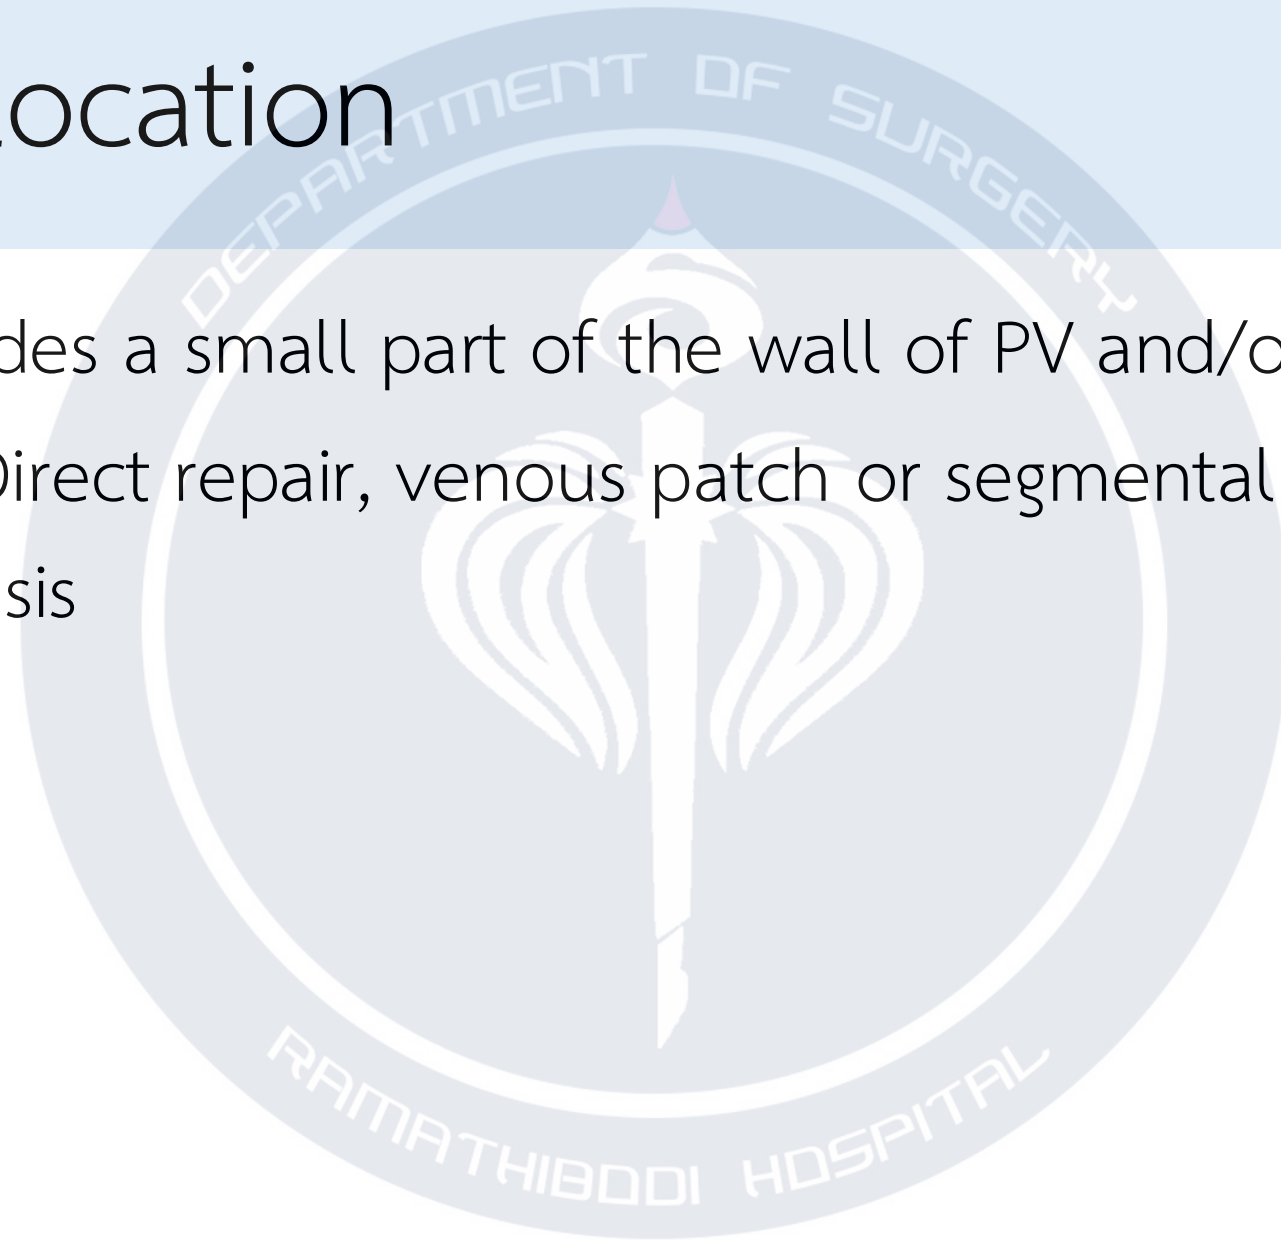 ocation
DEPARTMENT OF SURGERY
des a small part of the wall of PV and/o
Direct repair, venous patch or segmental
sis
RAMATHIBODI HOSPITAL